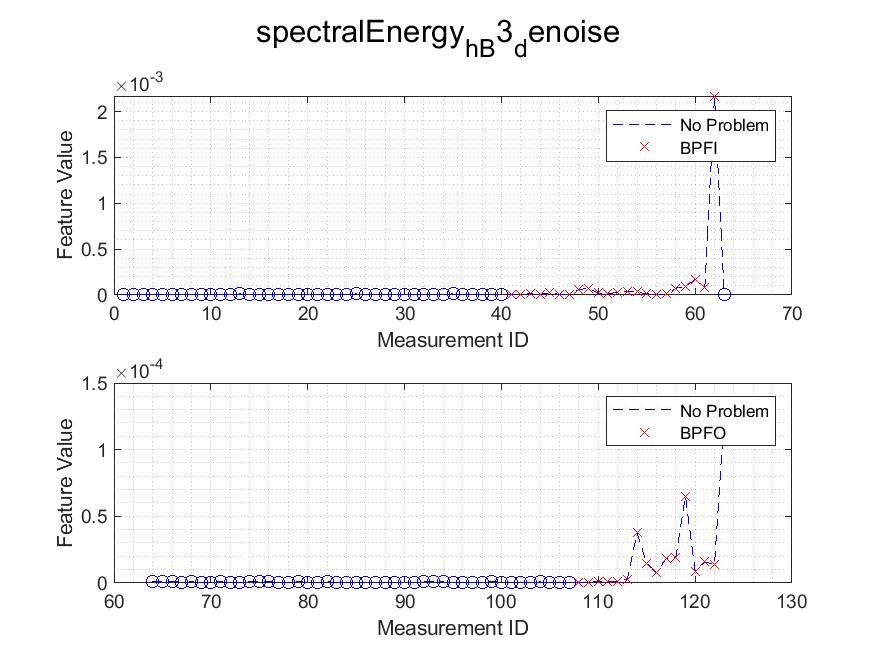 spectralEnergy_hB3_denoise
×10^-3
2
1.5
1
0.5
0
Feature Value
No Problem
BPFI
0 10 20 30 40 50 60 70
Measurement ID
×10^-4
1.5
1
0.5
0
Feature Value
No Problem
BPFO
60 70 80 90 100 110 120 130
Measurement ID